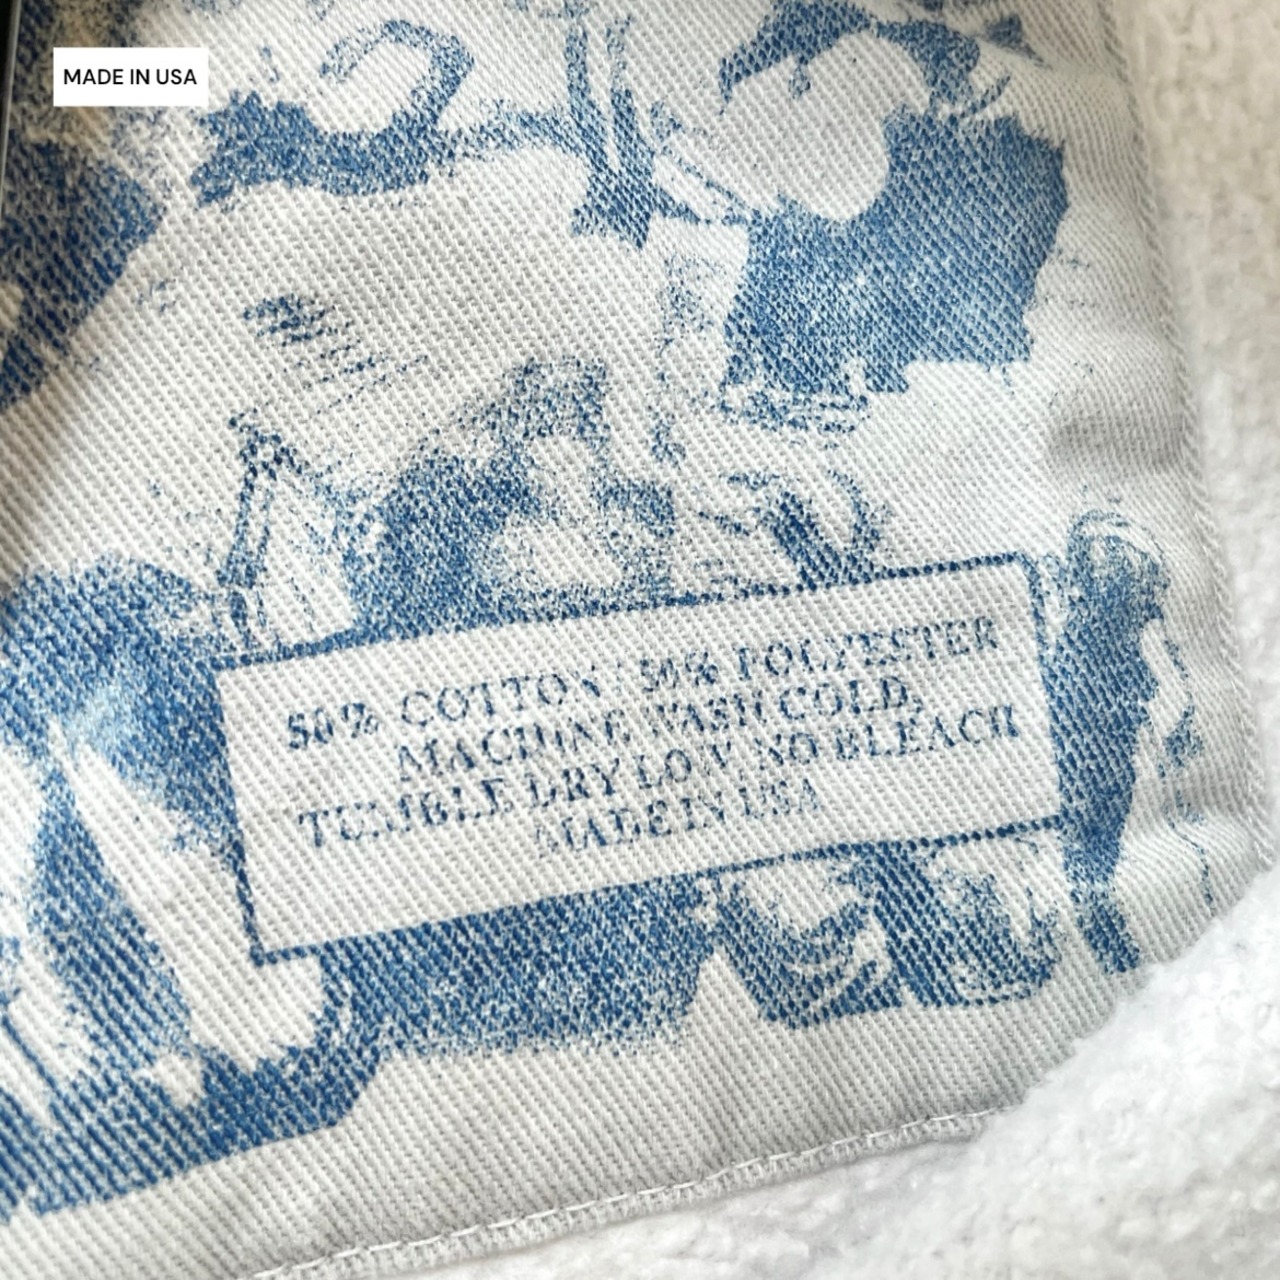 MADE IN USA
50% COTTON / 50% POLYESTER
MACHINE WASH COLD,
TUMBLE DRY LOW NO BLEACH
MADE IN USA